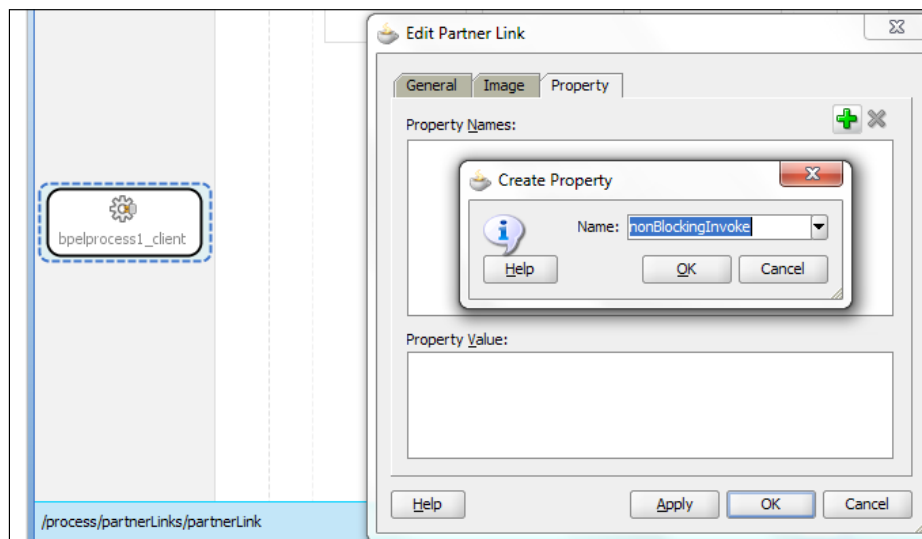 Edit Partner Link
General Image Property
Property Names:
Create Property
Name: nonBlockingInvoke
Help OK Cancel
bpelprocess1_client
Property Value:
Help Apply OK Cancel
/process/partnerLinks/partnerLink